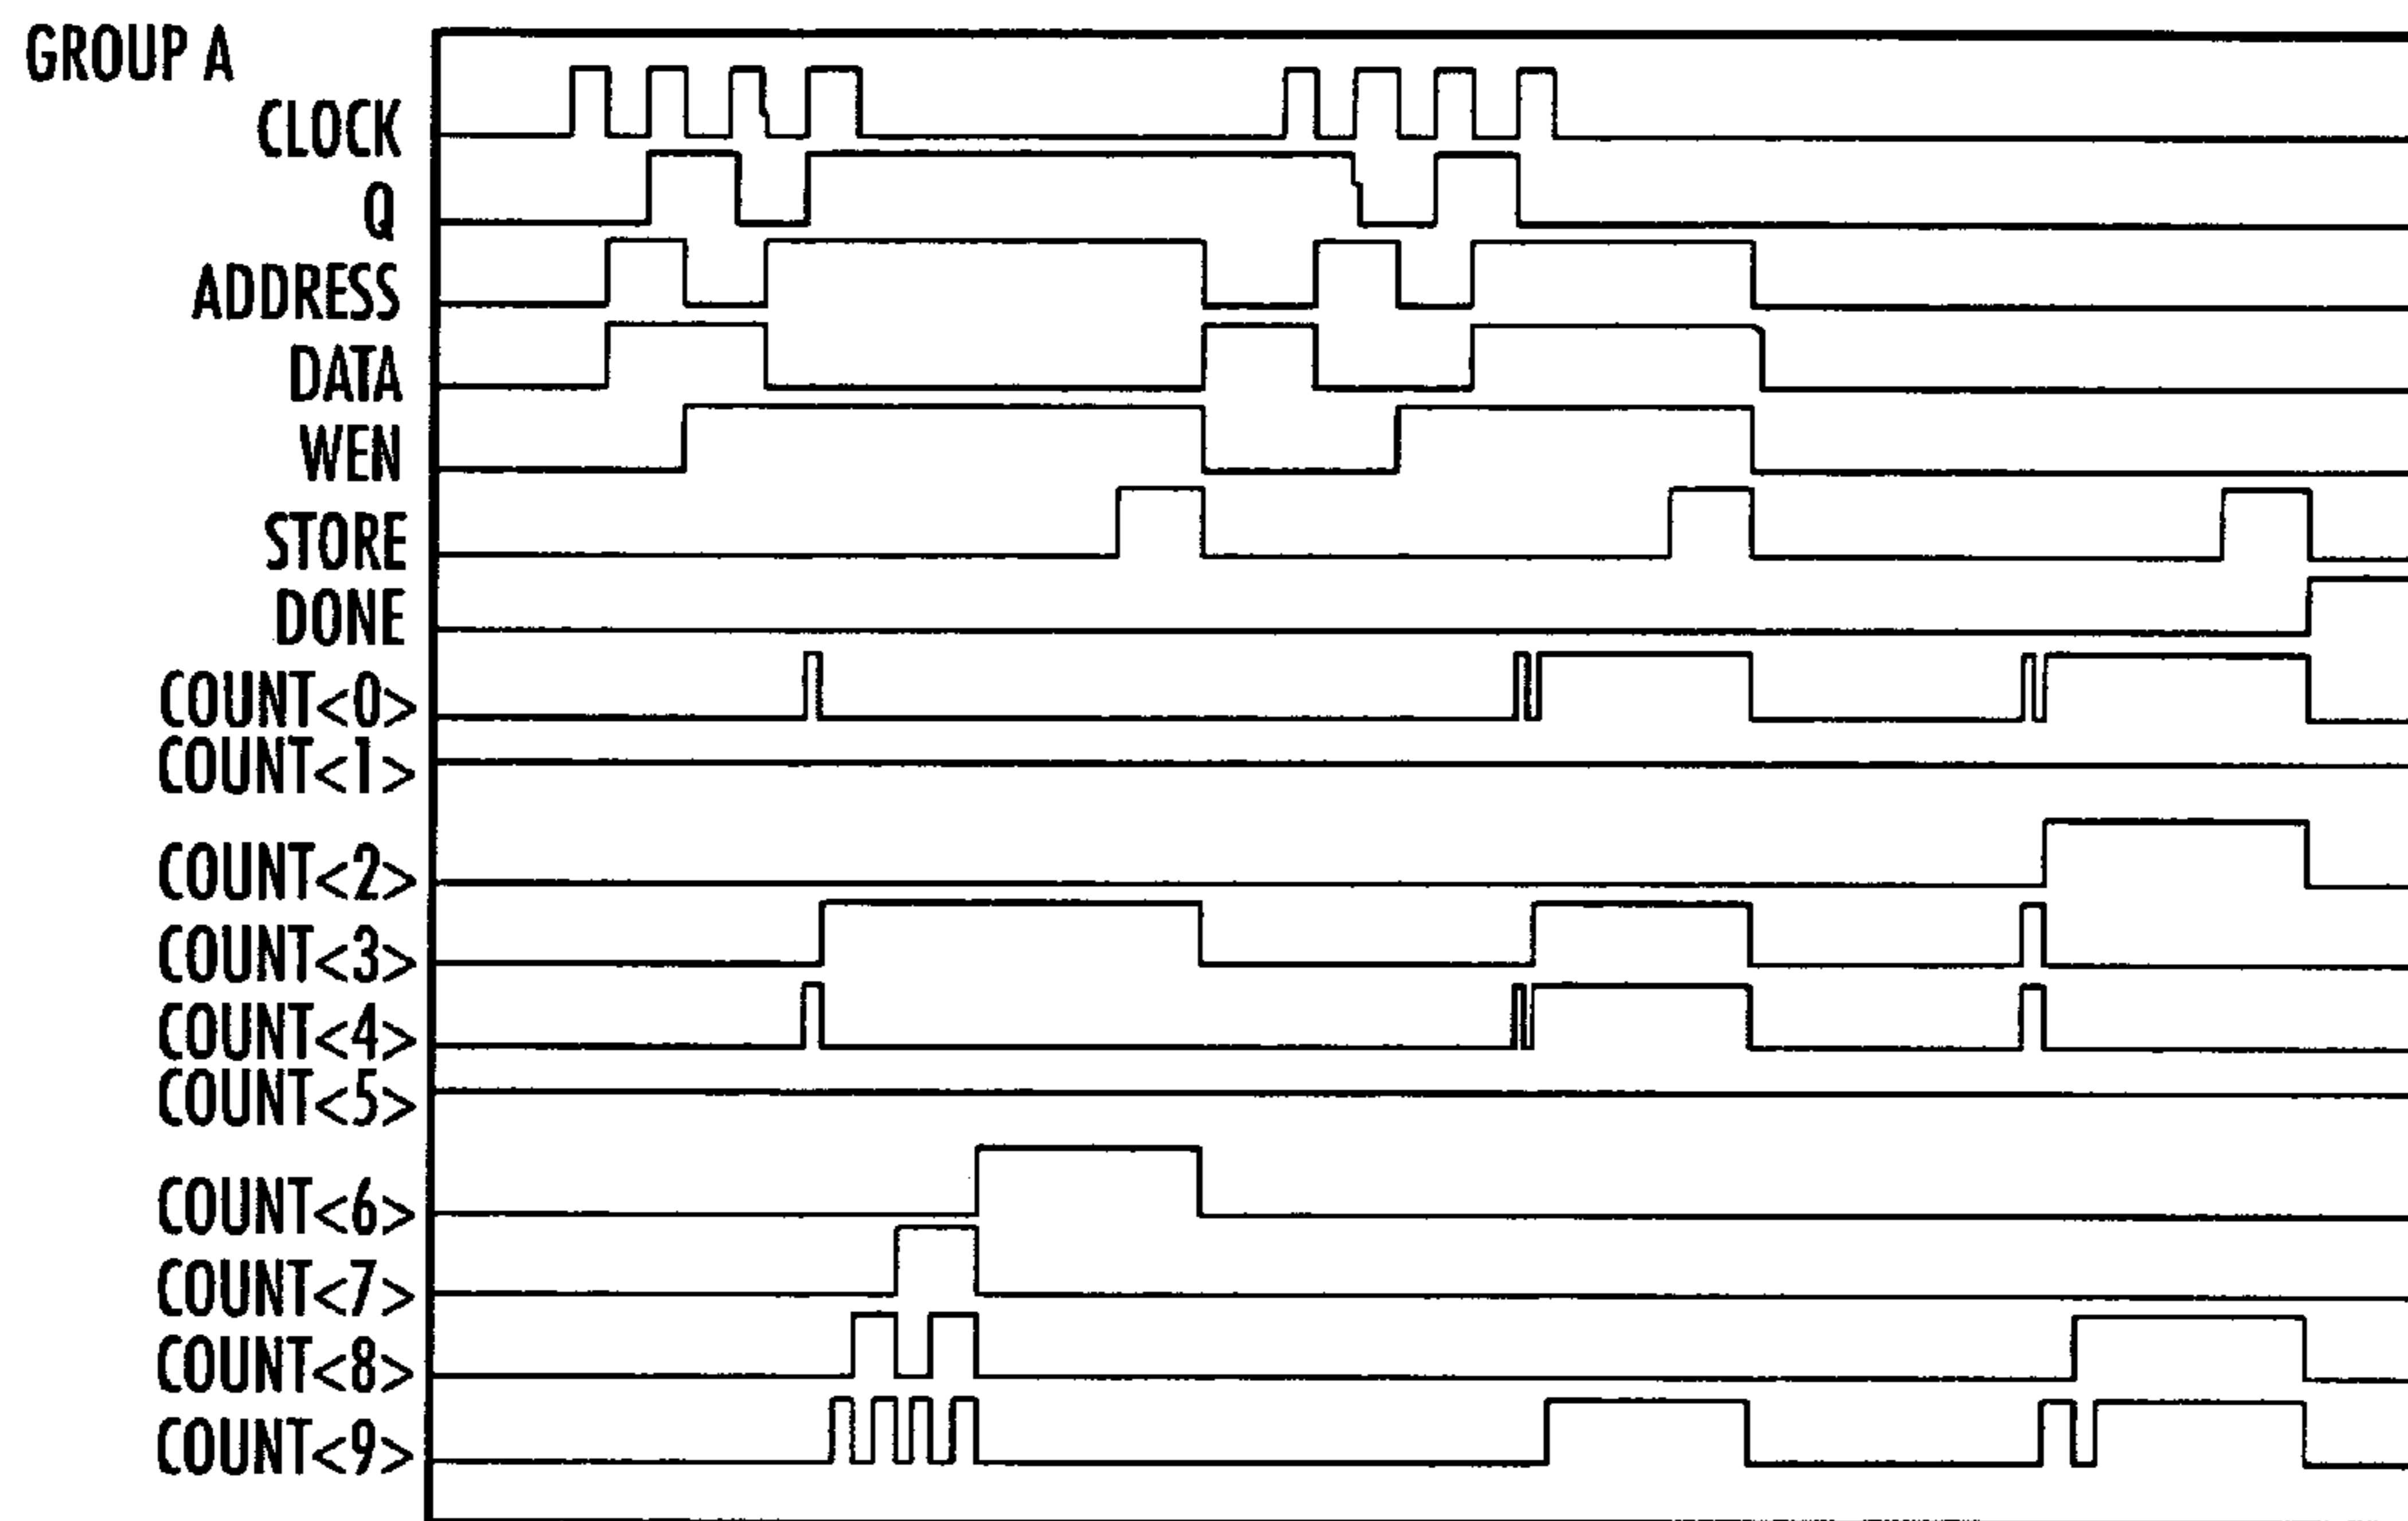 GROUP A
CLOCK
Q
ADDRESS
DATA
WEN
STORE
DONE
COUNT<0>
COUNT<1>
COUNT<2>
COUNT<3>
COUNT<4>
COUNT<5>
COUNT<6>
COUNT<7>
COUNT<8>
COUNT<9>